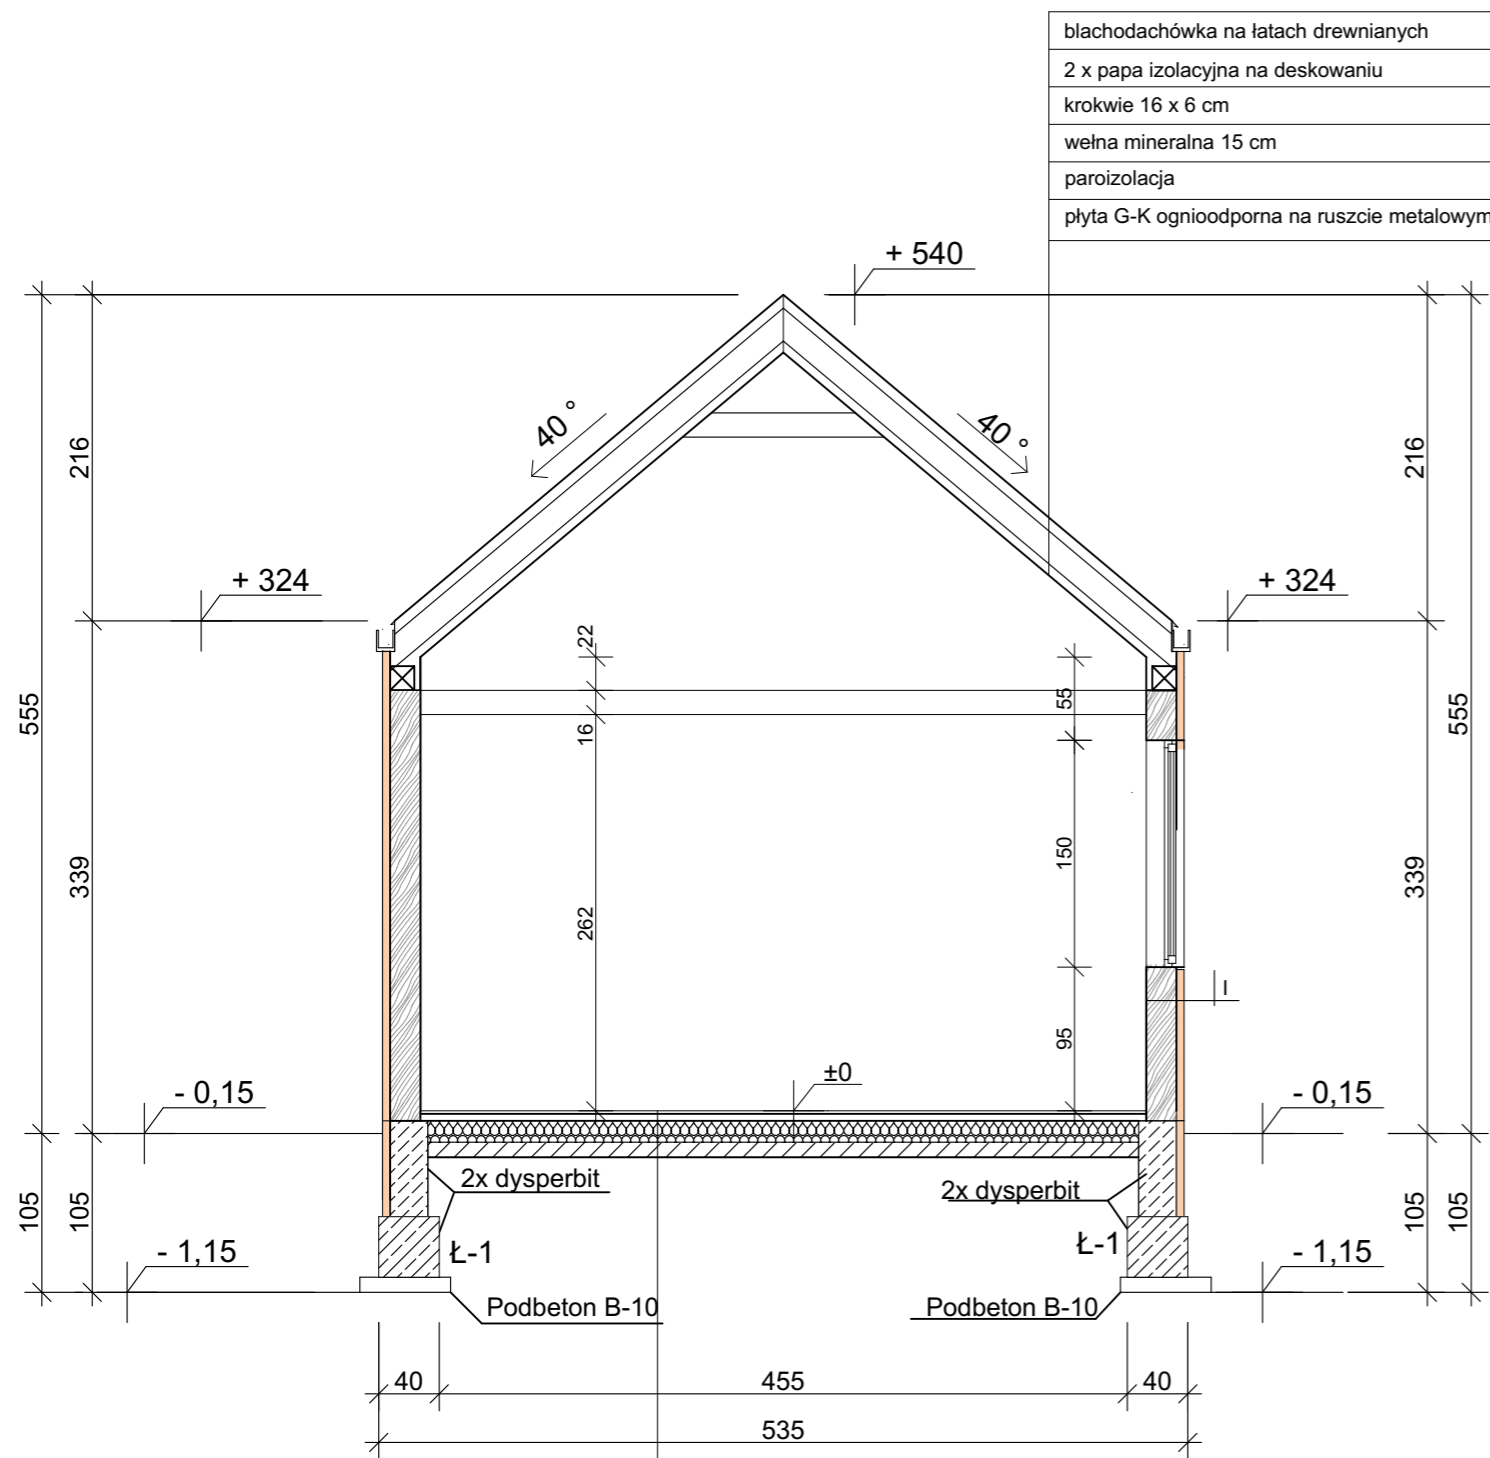 blachodachówka na łatach drewnianych
2 x papa izolacyjna na deskowaniu
krokwie 16 x 6 cm
wełna mineralna 15 cm
paroizolacja
płyta G-K ognioodporna na ruszcie metalowym
+ 540
40 °
40 °
216
216
+ 324
+ 324
22
55
16
555
555
339
339
150
262
95
I
±0
- 0,15
- 0,15
2x dysperbit
2x dysperbit
105
105
105
105
Ł-1
Ł-1
- 1,15
- 1,15
Podbeton B-10
Podbeton B-10
40
455
40
535